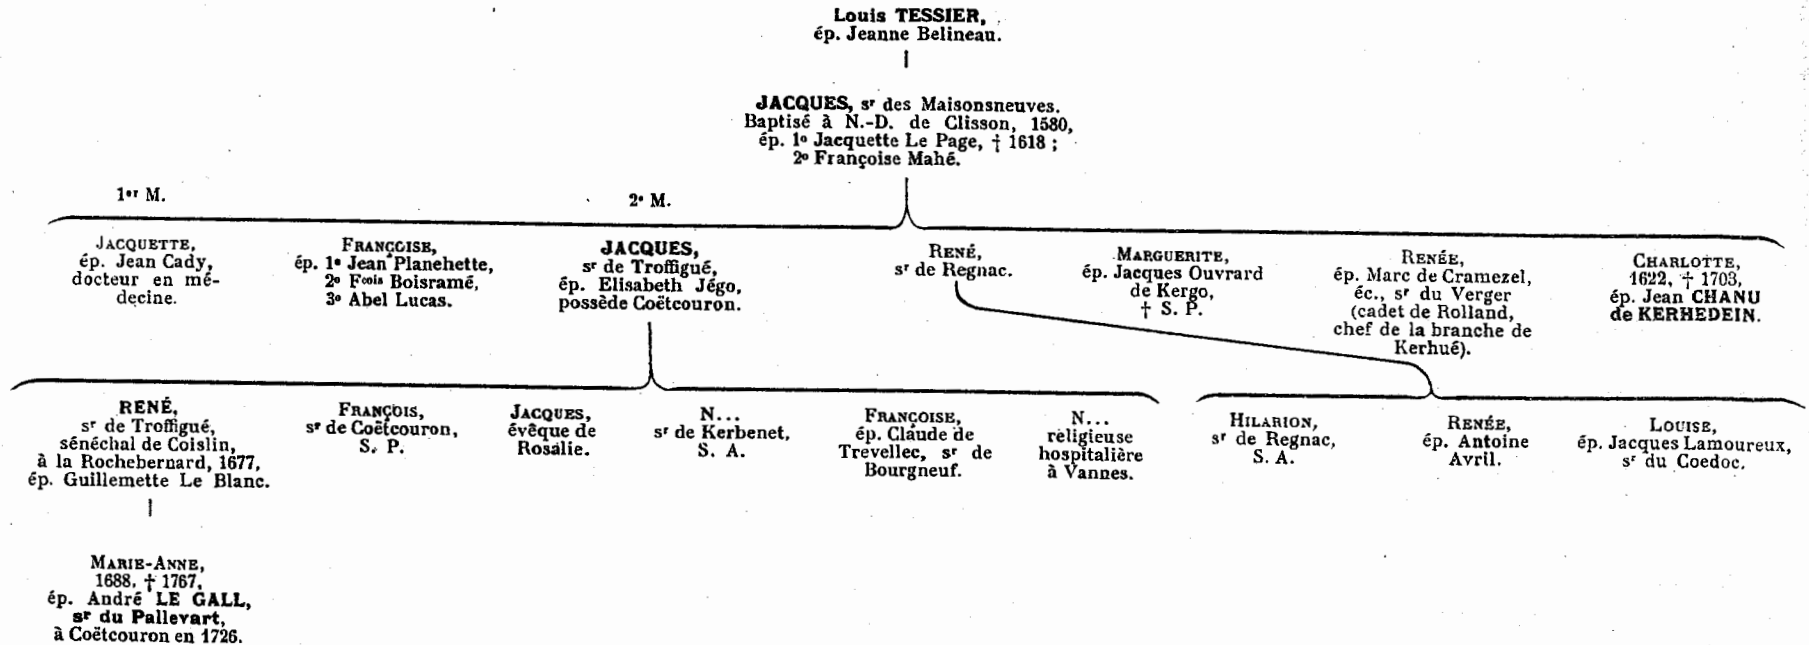 Louis TESSIER,
ép. Jeanne Belineau.
JACQUES, sʳ des Maisonsneuves.
Baptisé à N.-D. de Clisson, 1580,
ép. 1º Jacquette Le Page, † 1618 ;
2º Françoise Mahé.
1ᵉʳ M.
2ᵉ M.
JACQUETTE,
ép. Jean Cady,
docteur en mé-
decine.
FRANÇOISE,
ép. 1º Jean Planehette,
2º Fᶜᵒⁱˢ Boisramé,
3º Abel Lucas.
JACQUES,
sʳ de Troffigué,
ép. Elisabeth Jégo,
possède Coëtcouron.
RENÉ,
sʳ de Regnac.
MARGUERITE,
ép. Jacques Ouvrard
de Kergo,
† S. P.
RENÉE,
ép. Marc de Cramezel,
éc., sʳ du Verger
(cadet de Rolland,
chef de la branche de
Kerhué).
CHARLOTTE,
1622, † 1703,
ép. Jean CHANU
de KERHEDEIN.
RENÉ,
sʳ de Troffigué,
sénéchal de Coislin,
à la Rochebernard, 1677,
ép. Guillemette Le Blanc.
FRANÇOIS,
sʳ de Coëtcouron,
S. P.
JACQUES,
évêque de
Rosalie.
N...
sʳ de Kerbenet,
S. A.
FRANÇOISE,
ép. Claude de
Trevellec, sʳ de
Bourgneuf.
N...
religieuse
hospitalière
à Vannes.
HILARION,
sʳ de Regnac,
S. A.
RENÉE,
ép. Antoine
Avril.
LOUISE,
ép. Jacques Lamoureux,
sʳ du Coedoc.
MARIE-ANNE,
1688, † 1767,
ép. André LE GALL,
sʳ du Pallevart,
à Coëtcouron en 1726.